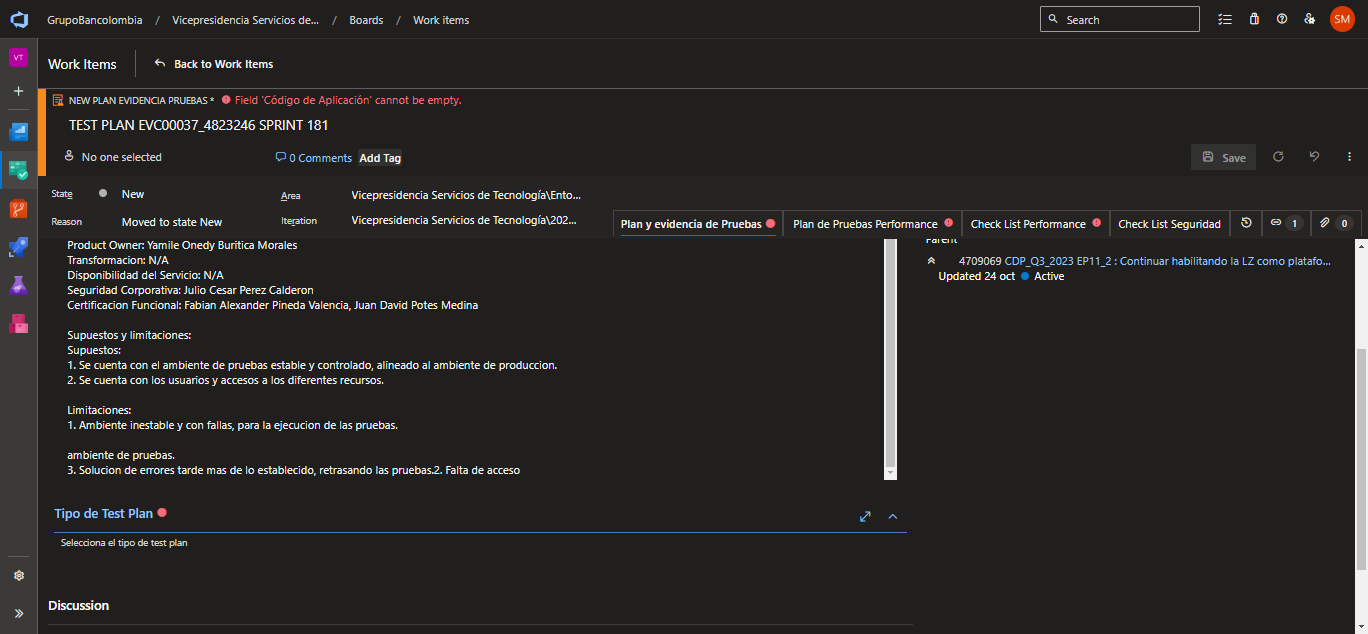 GrupoBancolombia / Vicepresidencia Servicios de... / Boards / Work items
Search
SM
VT
Work Items
Back to Work Items
NEW PLAN EVIDENCIA PRUEBAS * Field 'Código de Aplicación' cannot be empty.
TEST PLAN EVC00037_4823246 SPRINT 181
No one selected
0 Comments
Add Tag
Save
State
New
Area
Vicepresidencia Servicios de Tecnología\Ento...
Reason
Moved to state New
Iteration
Vicepresidencia Servicios de Tecnología\202...
Plan y evidencia de Pruebas
Plan de Pruebas Performance
Check List Performance
Check List Seguridad
1
0
Product Owner: Yamile Onedy Buritica Morales
Transformacion: N/A
Disponibilidad del Servicio: N/A
Seguridad Corporativa: Julio Cesar Perez Calderon
Certificacion Funcional: Fabian Alexander Pineda Valencia, Juan David Potes Medina
Supuestos y limitaciones:
Supuestos:
1. Se cuenta con el ambiente de pruebas estable y controlado, alineado al ambiente de produccion.
2. Se cuenta con los usuarios y accesos a los diferentes recursos.
Limitaciones:
1. Ambiente inestable y con fallas, para la ejecucion de las pruebas.
ambiente de pruebas.
3. Solucion de errores tarde mas de lo establecido, retrasando las pruebas.2. Falta de acceso
Parent
4709069 CDP_Q3_2023 EP11_2 : Continuar habilitando la LZ como platafo...
Updated 24 oct Active
Tipo de Test Plan
Selecciona el tipo de test plan
Discussion